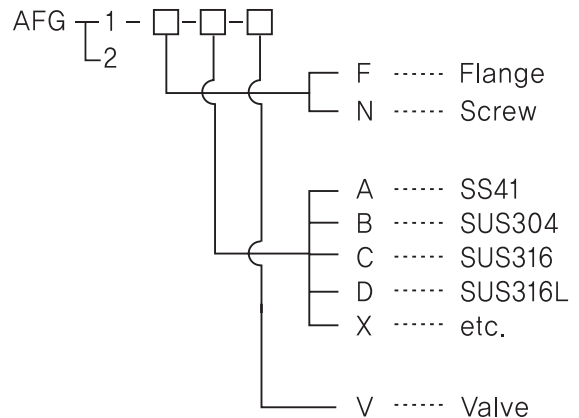 AFG 1 - □ - □ - □
2
F ······ Flange
N ······ Screw
A ······ SS41
B ······ SUS304
C ······ SUS316
D ······ SUS316L
X ······ etc.
V ······ Valve